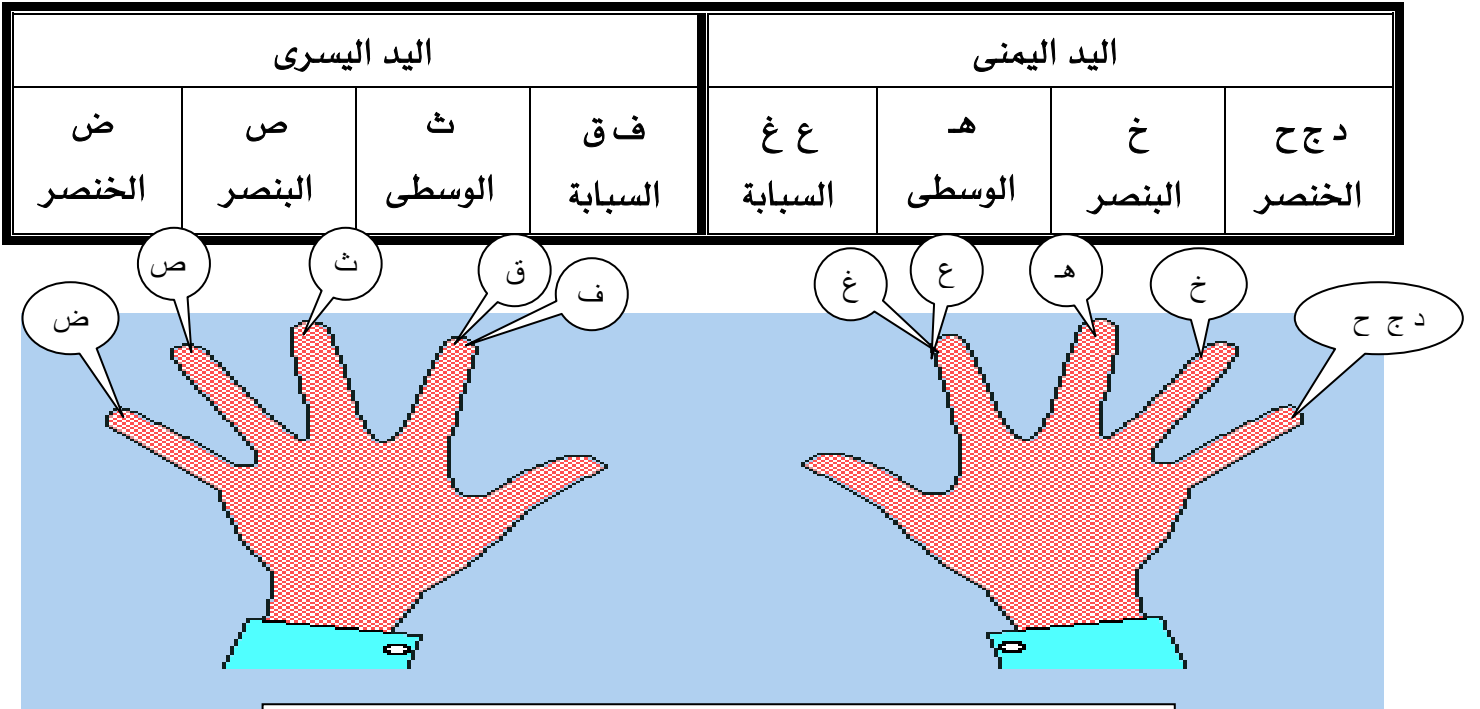 اليد اليمنى
اليد اليسرى
د ج ح
الخنصر
خ
البنصر
هـ
الوسطى
ع غ
السبابة
ف ق
السبابة
ث
الوسطى
ص
البنصر
ض
الخنصر
د ج ح
خ
هـ
ع
غ
ف
ق
ث
ص
ض